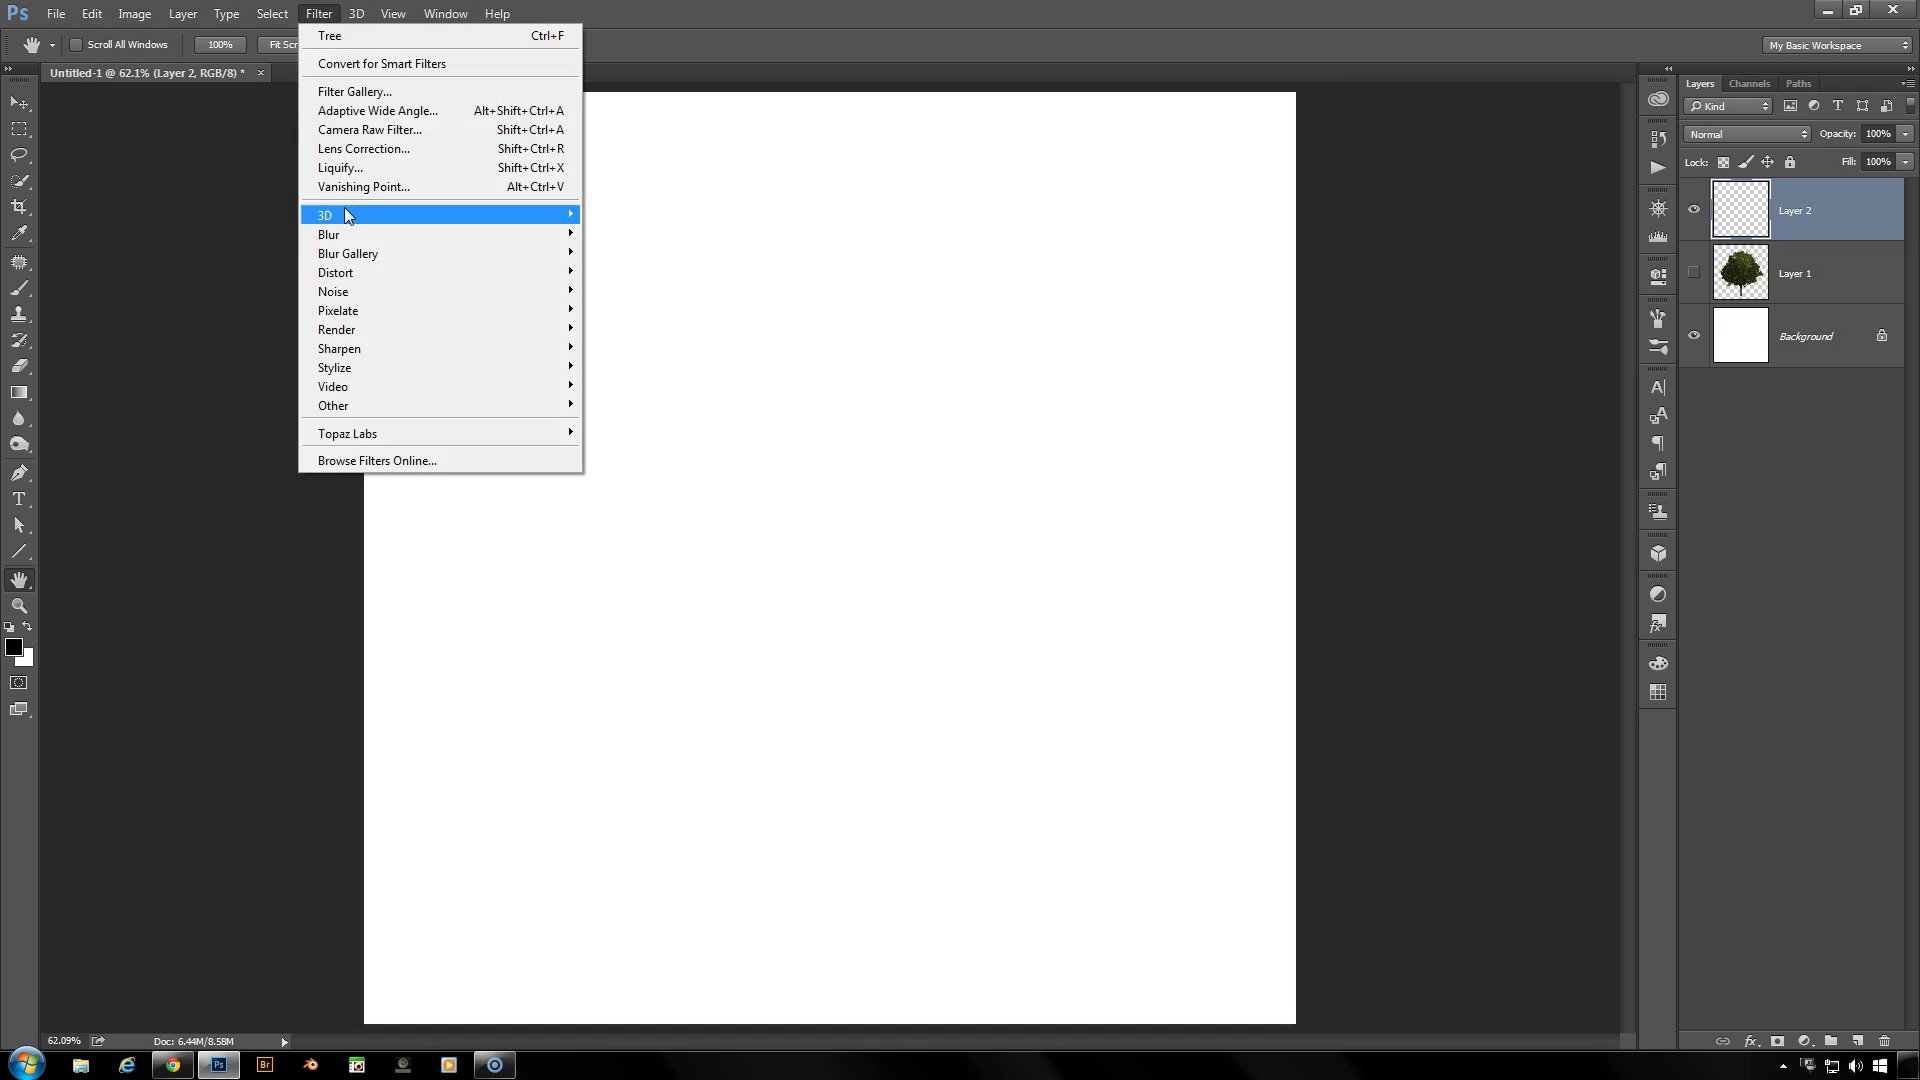 Ps File Edit Image Layer Type Select Filter 3D View Window Help
Scroll All Windows 100% Fit Scr My Basic Workspace
Untitled-1 @ 62.1% (Layer 2, RGB/8) * ×
Tree Ctrl+F
Convert for Smart Filters
Filter Gallery...
Adaptive Wide Angle... Alt+Shift+Ctrl+A
Camera Raw Filter... Shift+Ctrl+A
Lens Correction... Shift+Ctrl+R
Liquify... Shift+Ctrl+X
Vanishing Point... Alt+Ctrl+V
3D
Blur
Blur Gallery
Distort
Noise
Pixelate
Render
Sharpen
Stylize
Video
Other
Topaz Labs
Browse Filters Online...
Layers Channels Paths
Kind
Normal Opacity: 100%
Lock: Fill: 100%
Layer 2
Layer 1
Background
62.09% Doc: 6.44M/8.58M
Ps Br